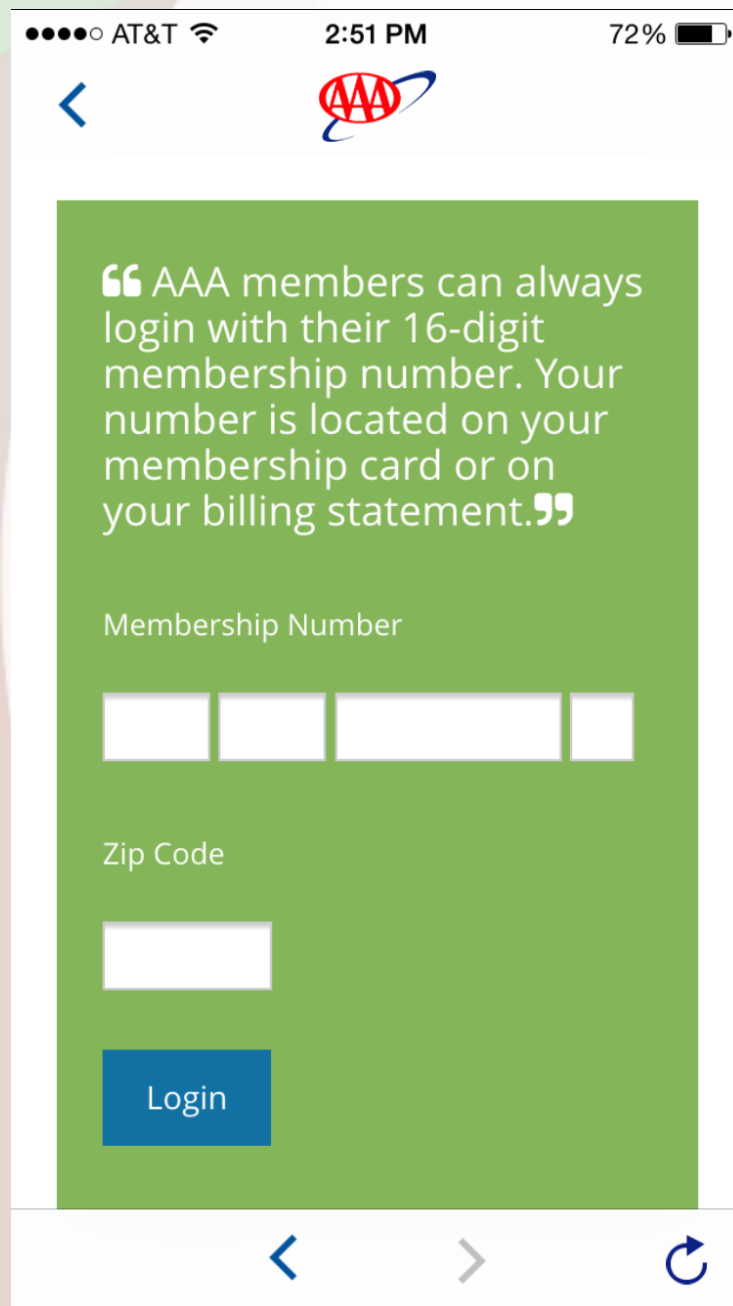 AT&T 2:51 PM 72%
AAA
“ AAA members can always
login with their 16-digit
membership number. Your
number is located on your
membership card or on
your billing statement.”
Membership Number
Zip Code
Login